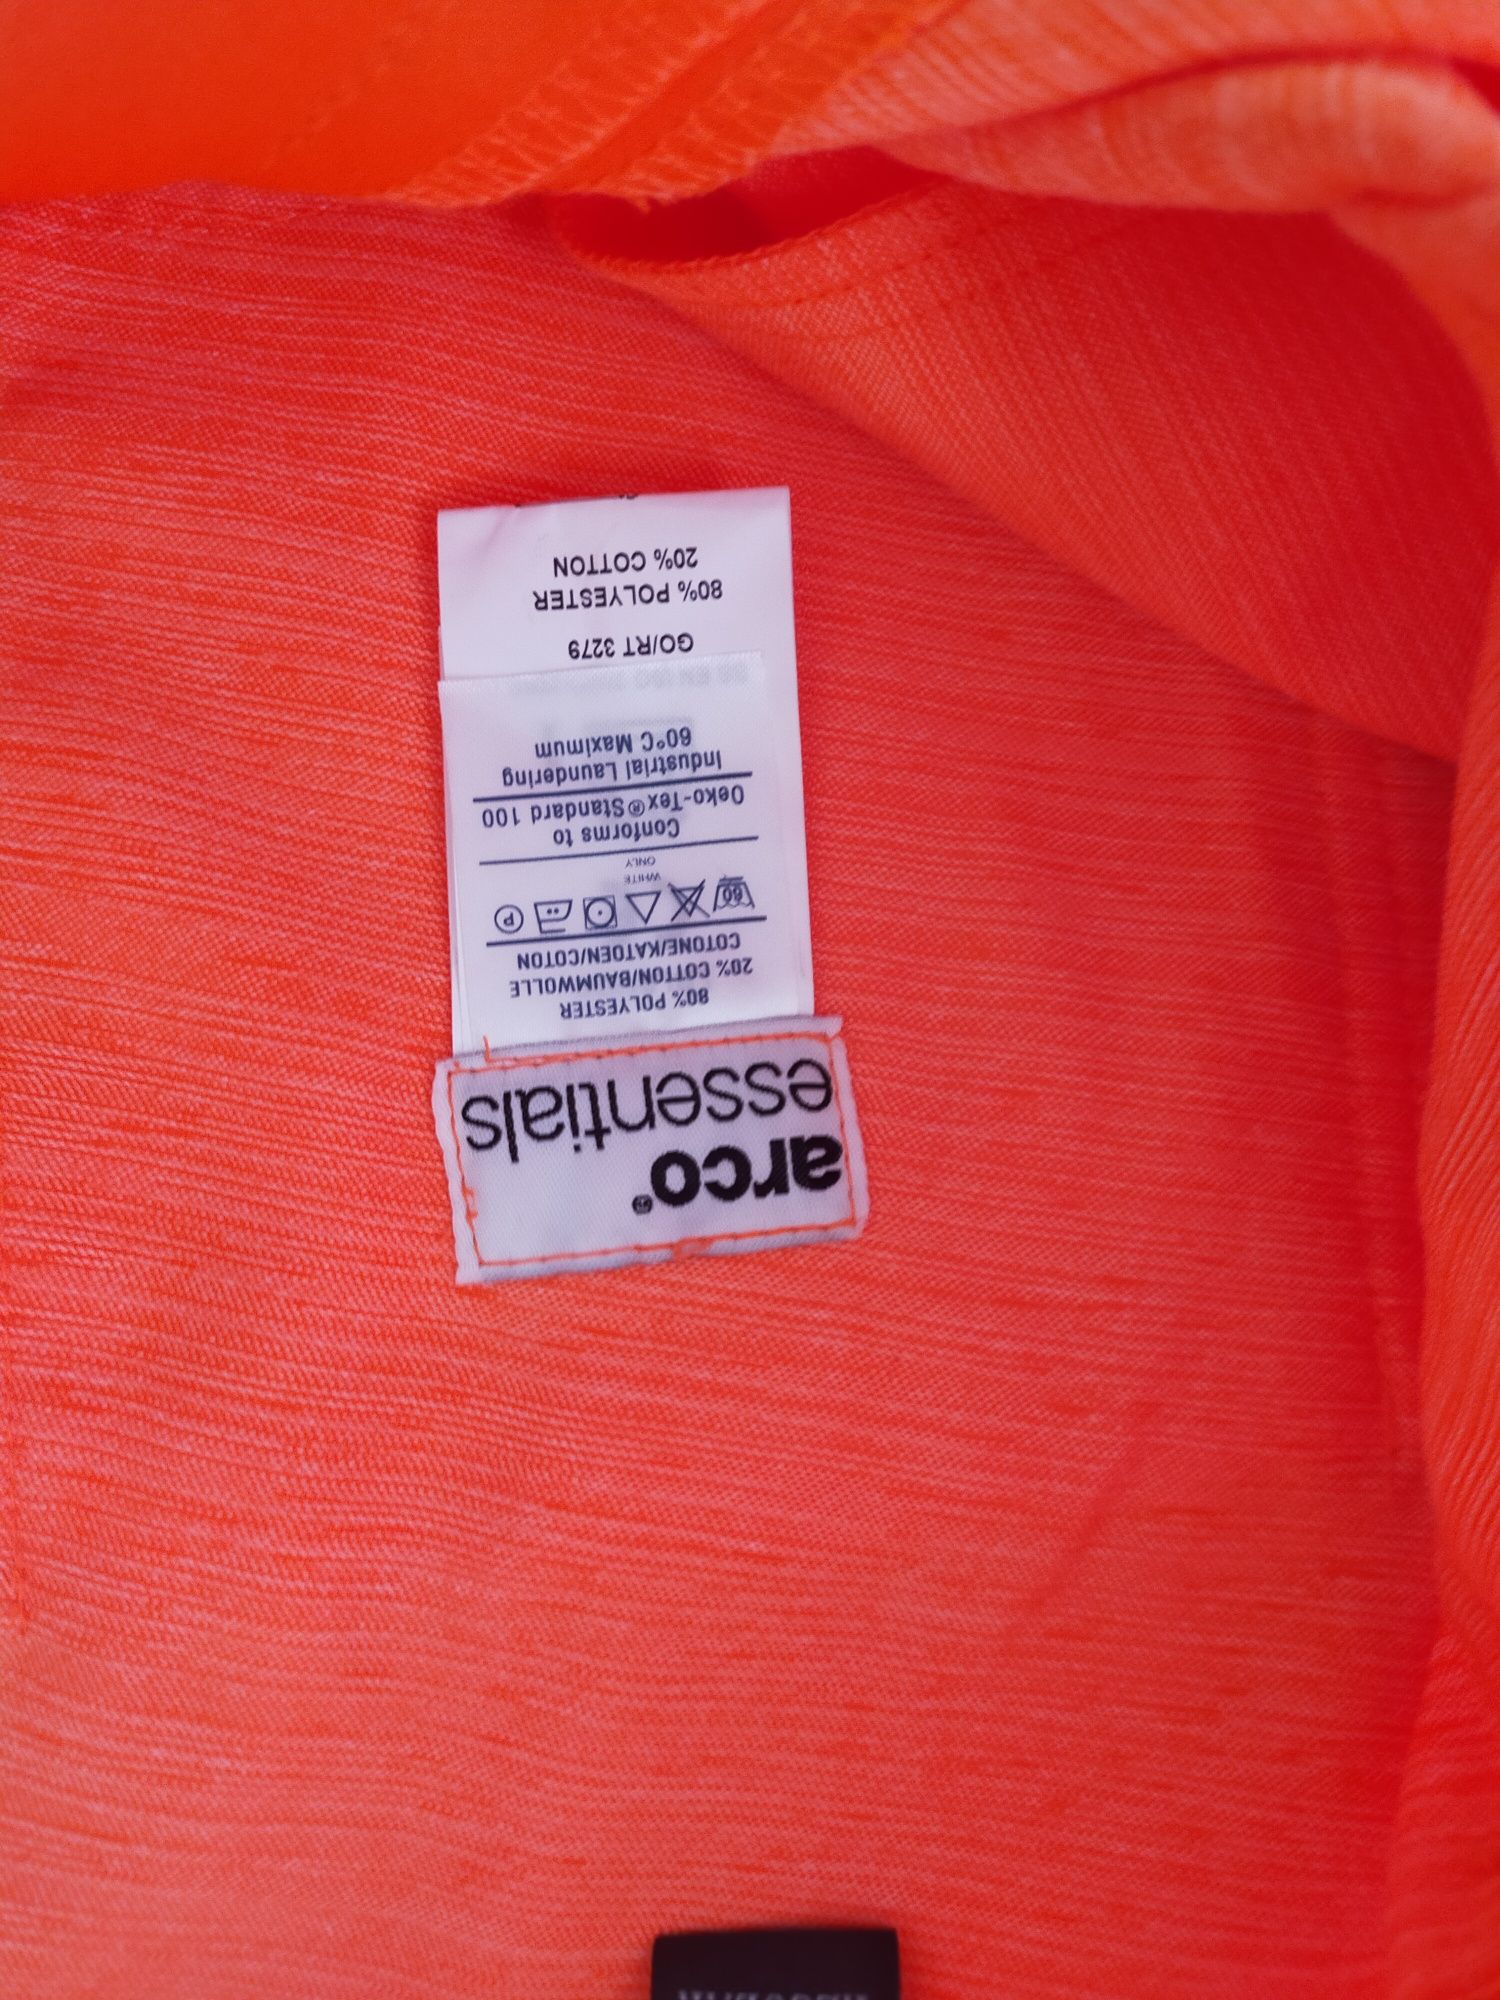 arco®
essentials
80% POLYESTER
20% COTTON/BAUMWOLLE
COTONE/KATOEN/COTON
60
P
WHITE
ONLY
Conforms to
Oeko-Tex®Standard 100
Industrial Laundering
60°C Maximum
GO/RT 3279
80% POLYESTER
20% COTTON